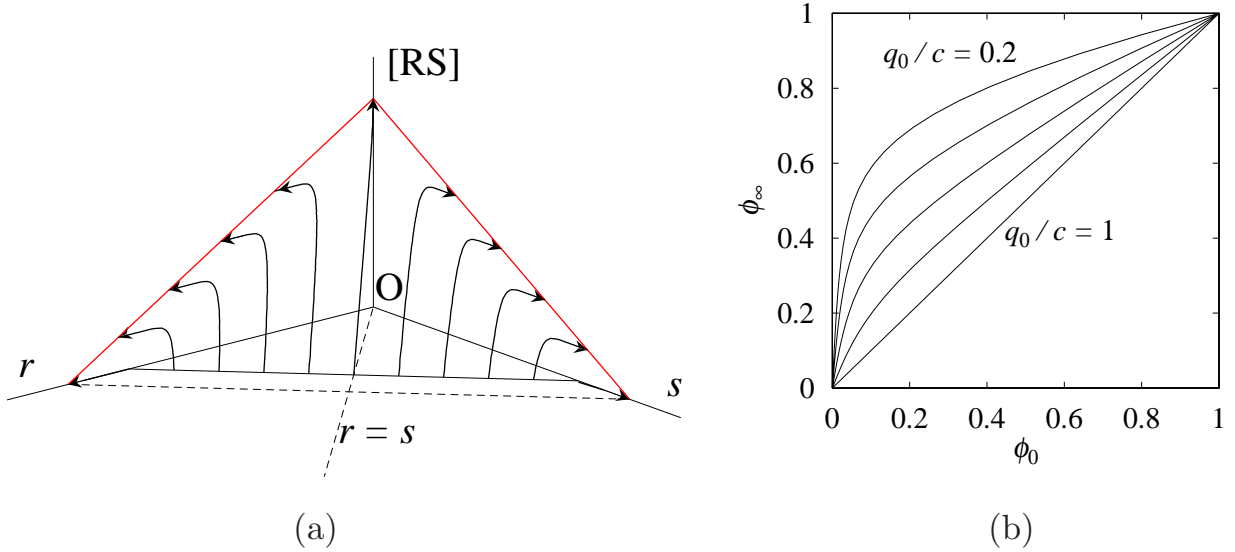 [RS]
O
r
s
r = s
(a)
1
0.8
0.6
0.4
0.2
0
ϕ∞
q₀ / c = 0.2
q₀ / c = 1
0 0.2 0.4 0.6 0.8 1
ϕ₀
(b)